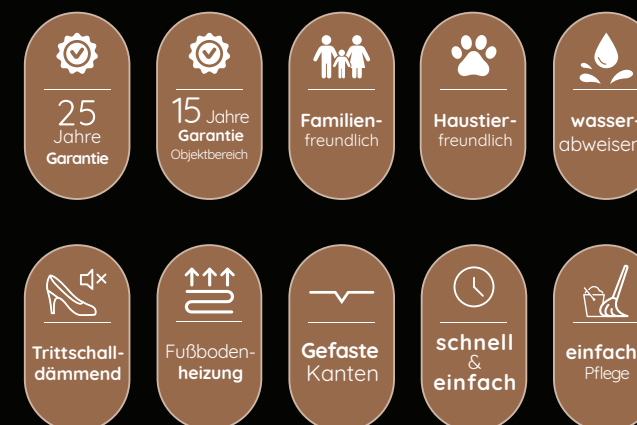 25
Jahre
Garantie
15 Jahre
Garantie
Objektbereich
Familien-
freundlich
Haustier-
freundlich
wasser-
abweisen
Trittschall-
dämmend
Fußboden-
heizung
Gefaste
Kanten
schnell
&
einfach
einfach
Pflege